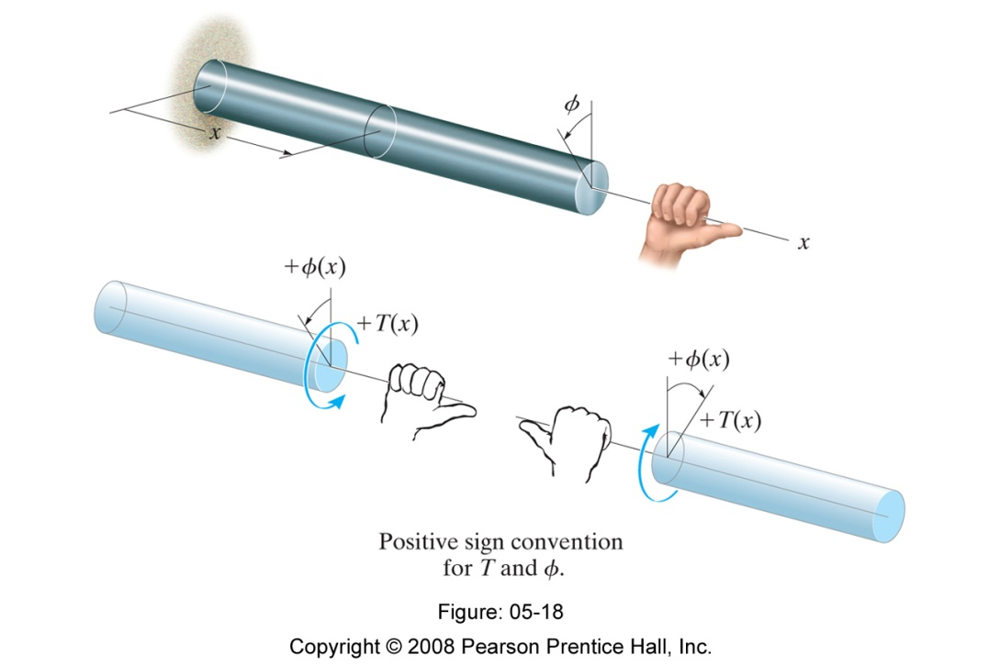 ϕ
x
x
+ϕ(x)
+T(x)
+ϕ(x)
+T(x)
Positive sign convention
for T and ϕ.
Figure: 05-18
Copyright © 2008 Pearson Prentice Hall, Inc.